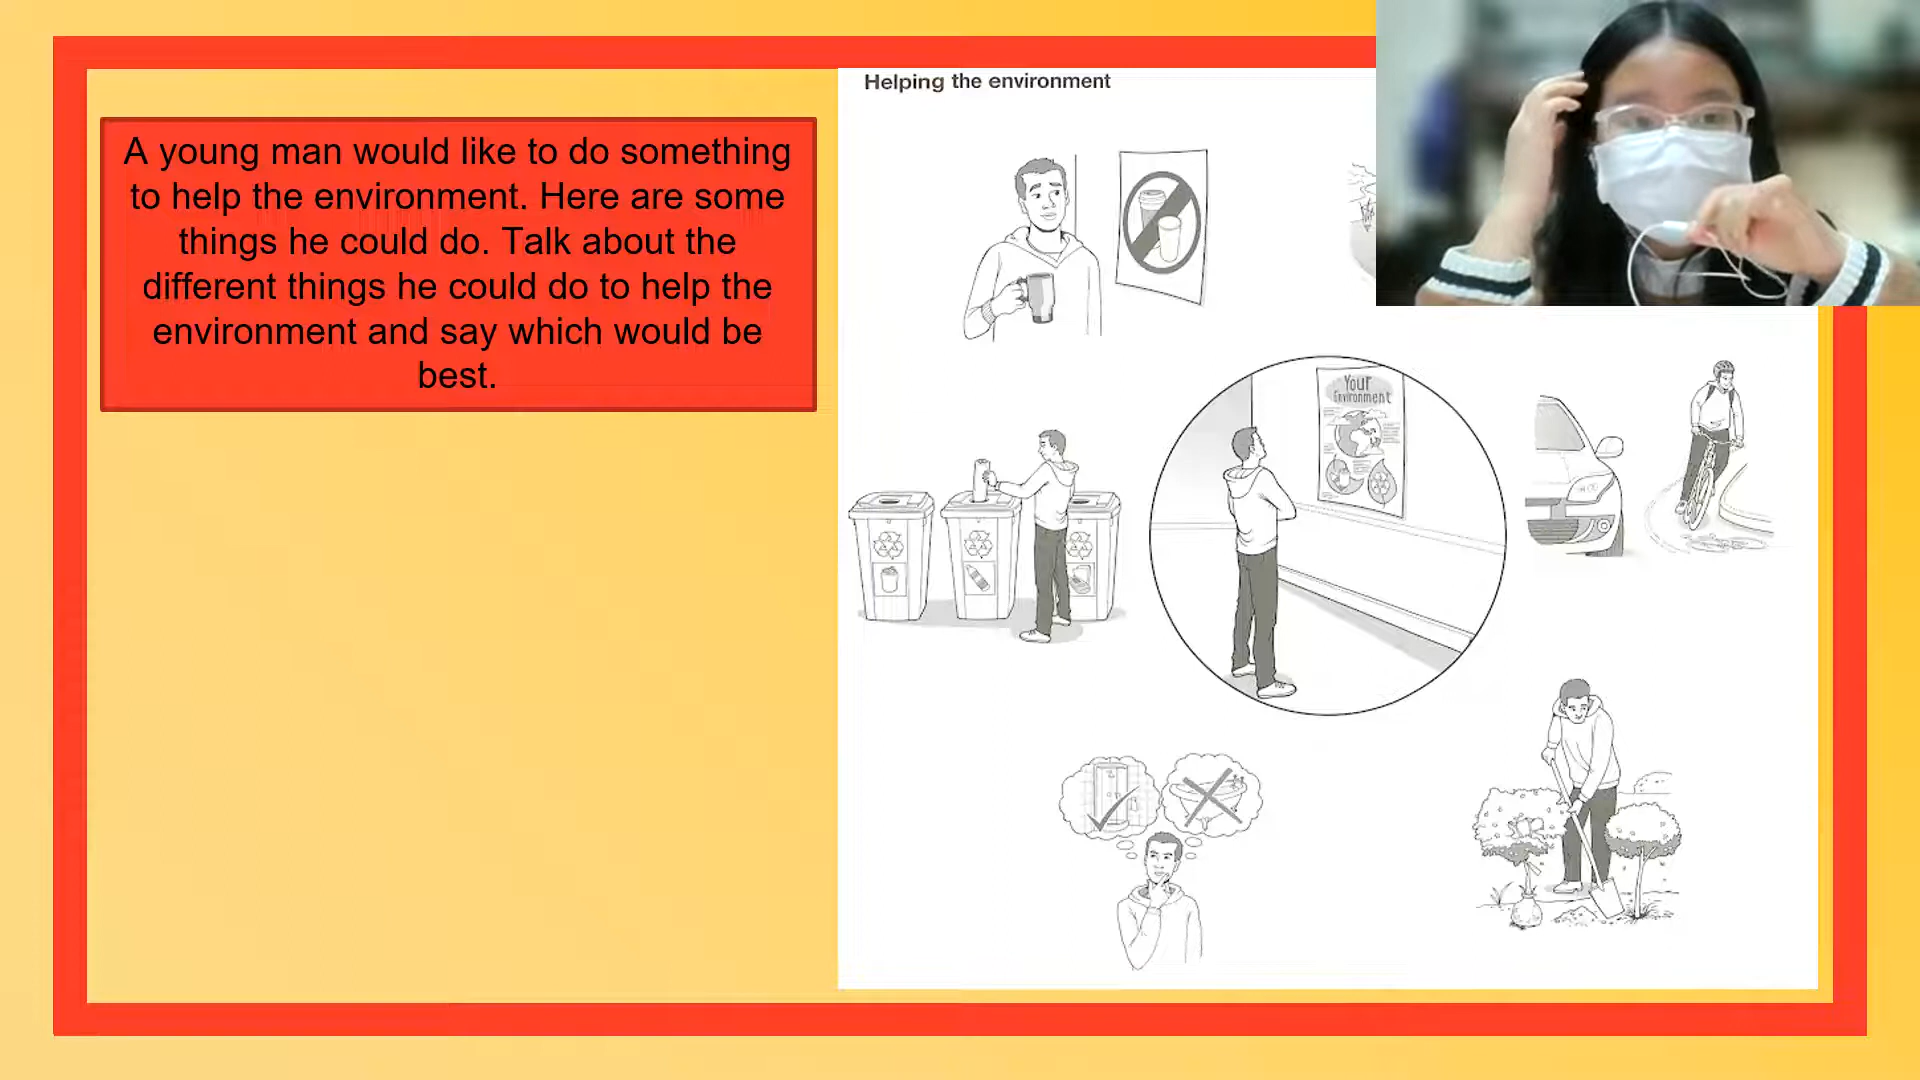 Helping the environment
A young man would like to do something
to help the environment. Here are some
things he could do. Talk about the
different things he could do to help the
environment and say which would be
best.
Your
Environment